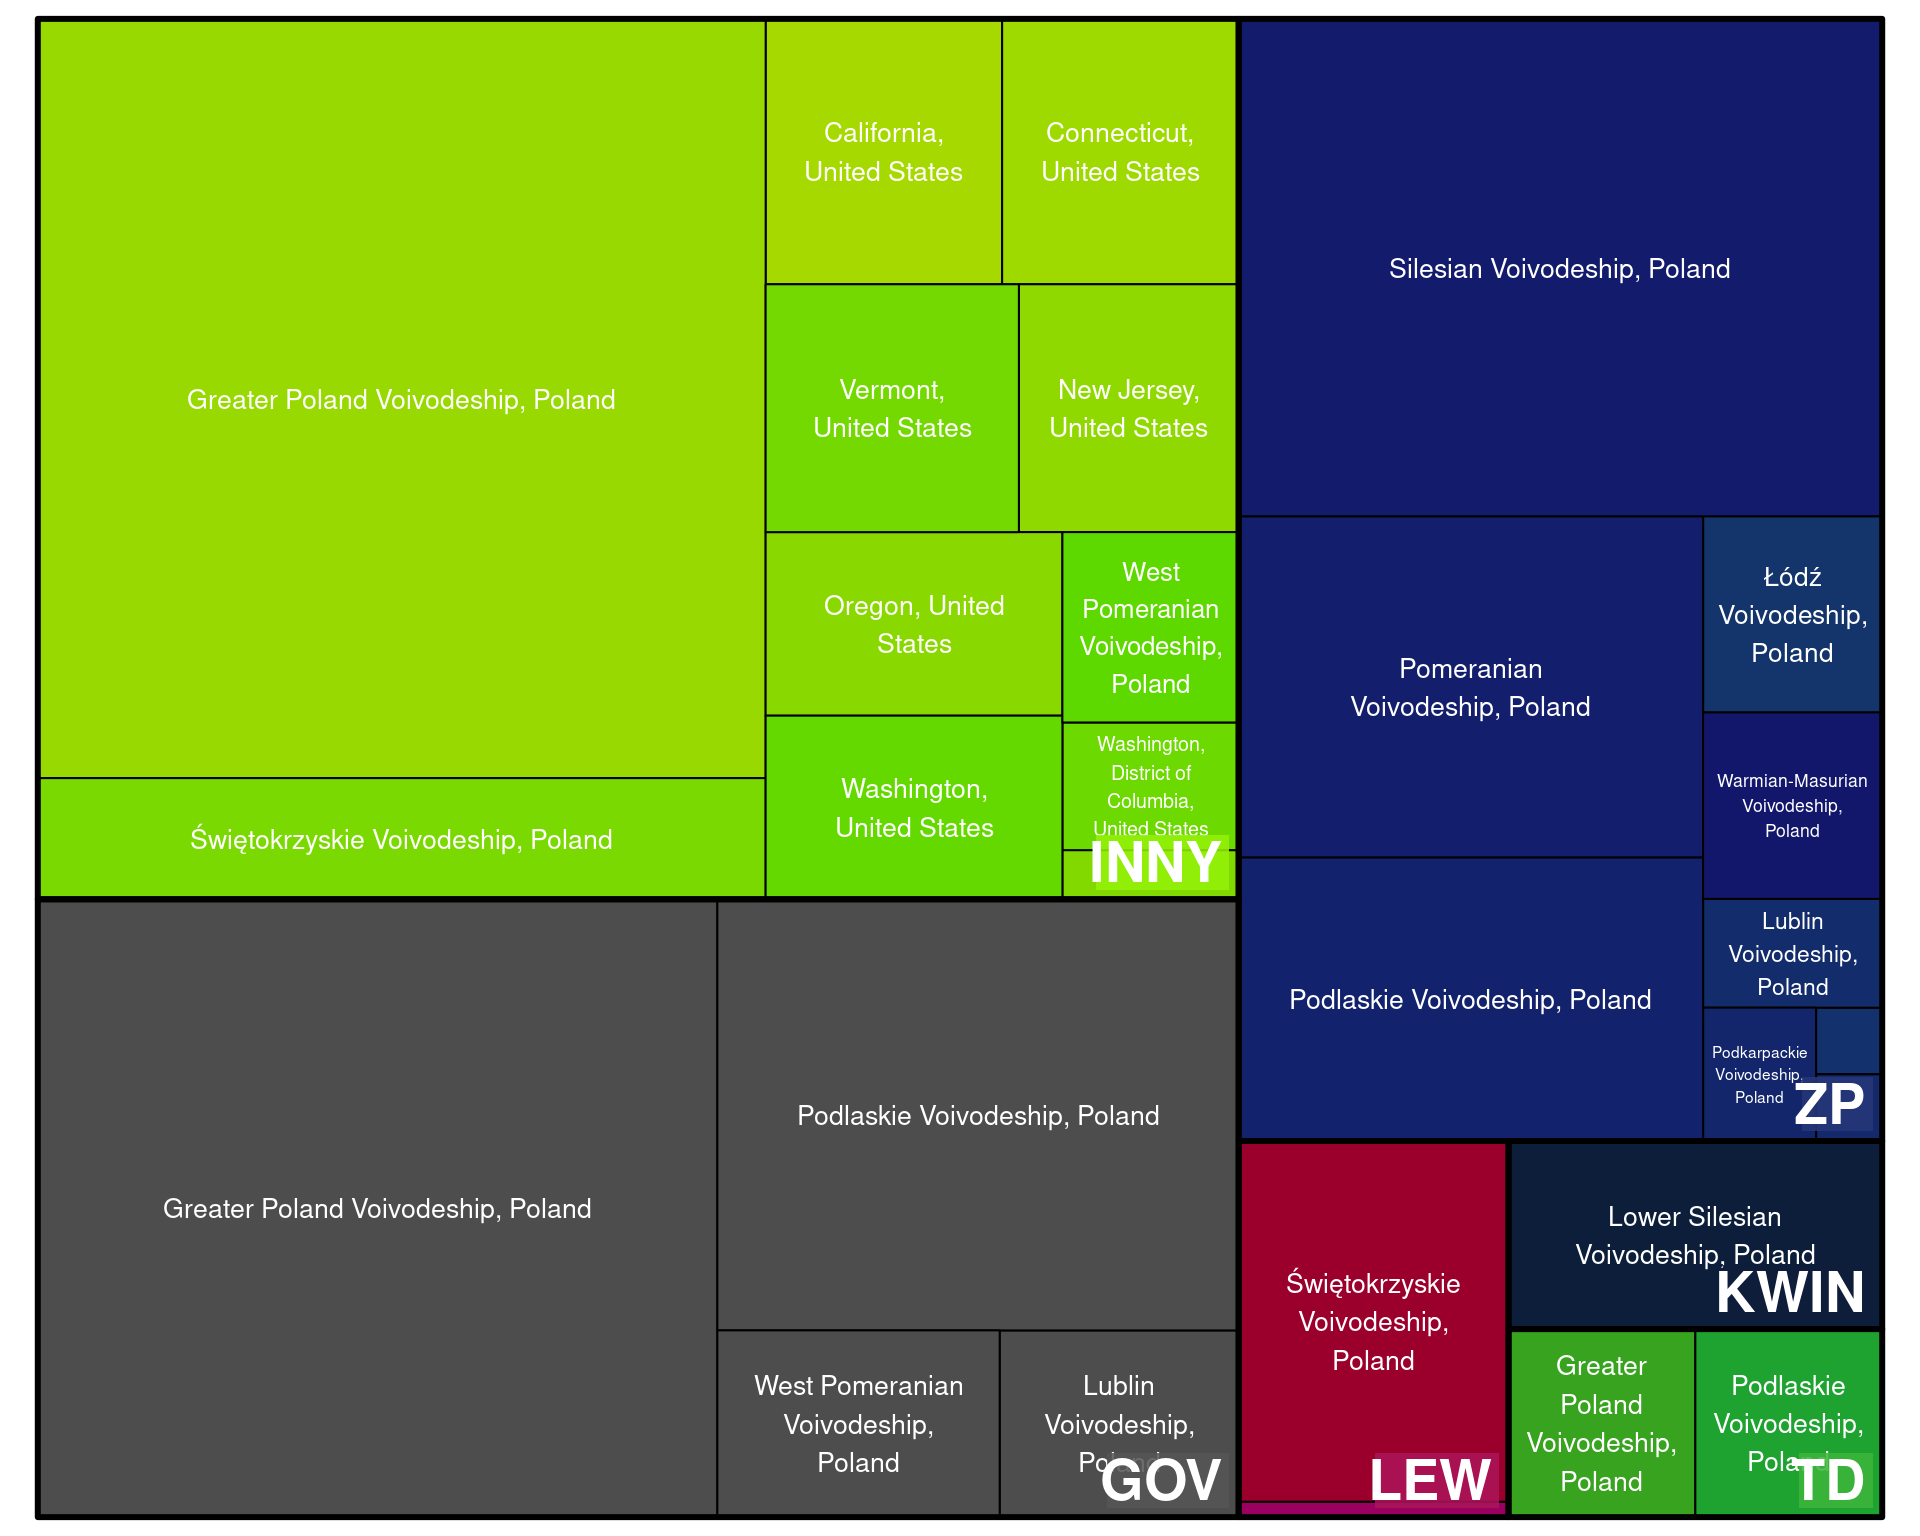 Greater Poland Voivodeship, Poland
Świętokrzyskie Voivodeship, Poland
California,
United States
Connecticut,
United States
Vermont,
United States
New Jersey,
United States
Oregon, United
States
West
Pomeranian
Voivodeship,
Poland
Washington,
United States
Washington,
District of
Columbia,
United States
INNY
Greater Poland Voivodeship, Poland
Podlaskie Voivodeship, Poland
West Pomeranian
Voivodeship,
Poland
Lublin
Voivodeship,
Poland
GOV
Silesian Voivodeship, Poland
Pomeranian
Voivodeship, Poland
Podlaskie Voivodeship, Poland
Łódź
Voivodeship,
Poland
Warmian-Masurian
Voivodeship,
Poland
Lublin
Voivodeship,
Poland
Podkarpackie
Voivodeship,
Poland
ZP
Świętokrzyskie
Voivodeship,
Poland
LEW
Lower Silesian
Voivodeship, Poland
KWIN
Greater
Poland
Voivodeship,
Poland
Podlaskie
Voivodeship,
Poland
TD